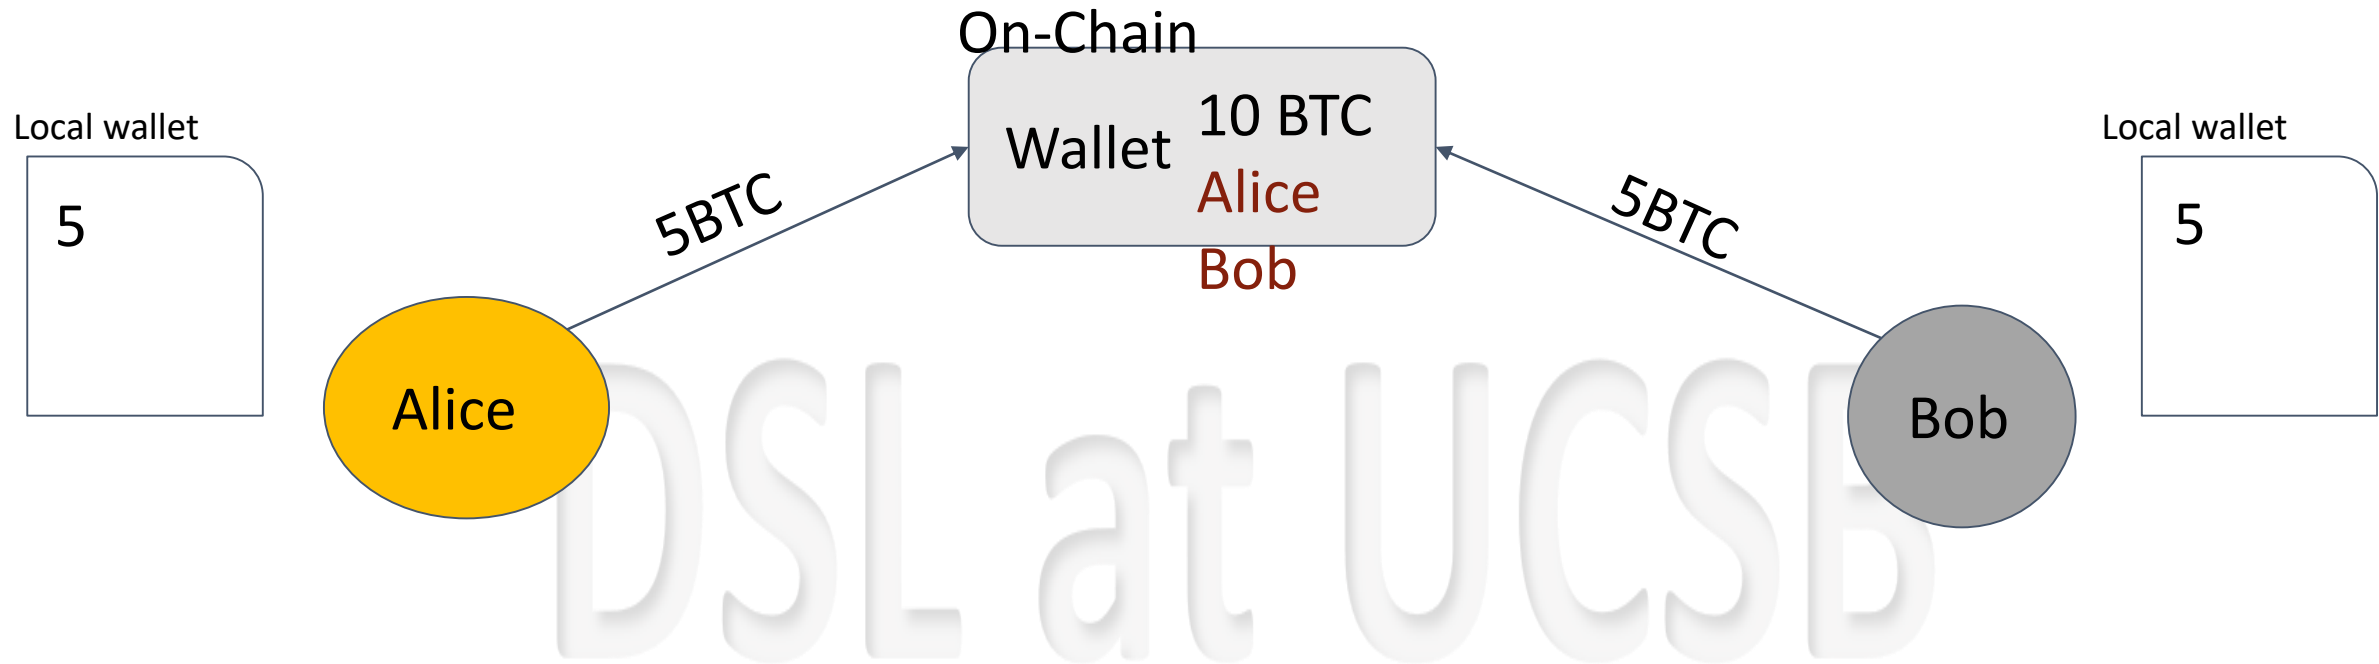 On-Chain
Local wallet
5
5BTC
Wallet
10 BTC
Alice
Bob
5BTC
Local wallet
5
Alice
Bob
DSL at UCSB